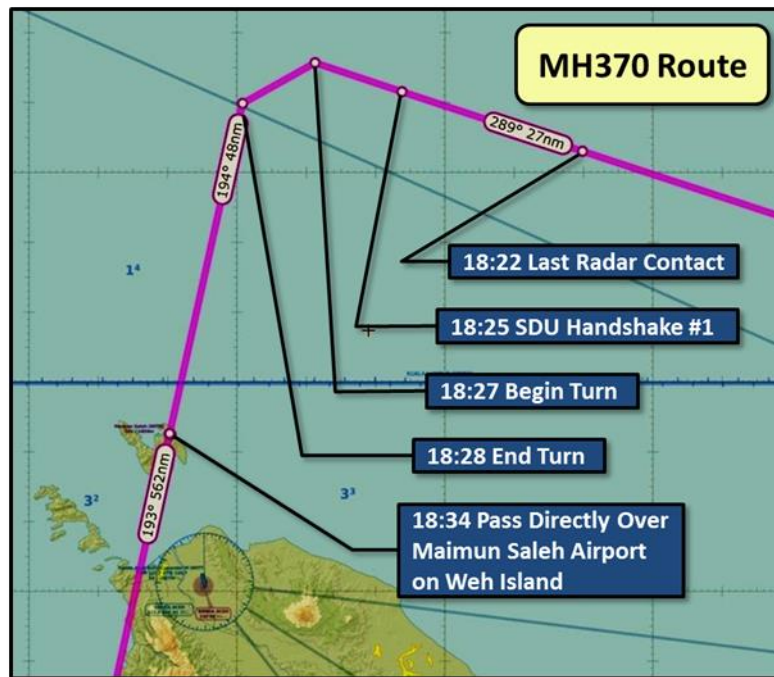 MH370 Route
289° 27nm
194° 48nm
18:22 Last Radar Contact
1⁴
18:25 SDU Handshake #1
18:27 Begin Turn
18:28 End Turn
193° 562nm
3²
3³
18:34 Pass Directly Over
Maimun Saleh Airport
on Weh Island